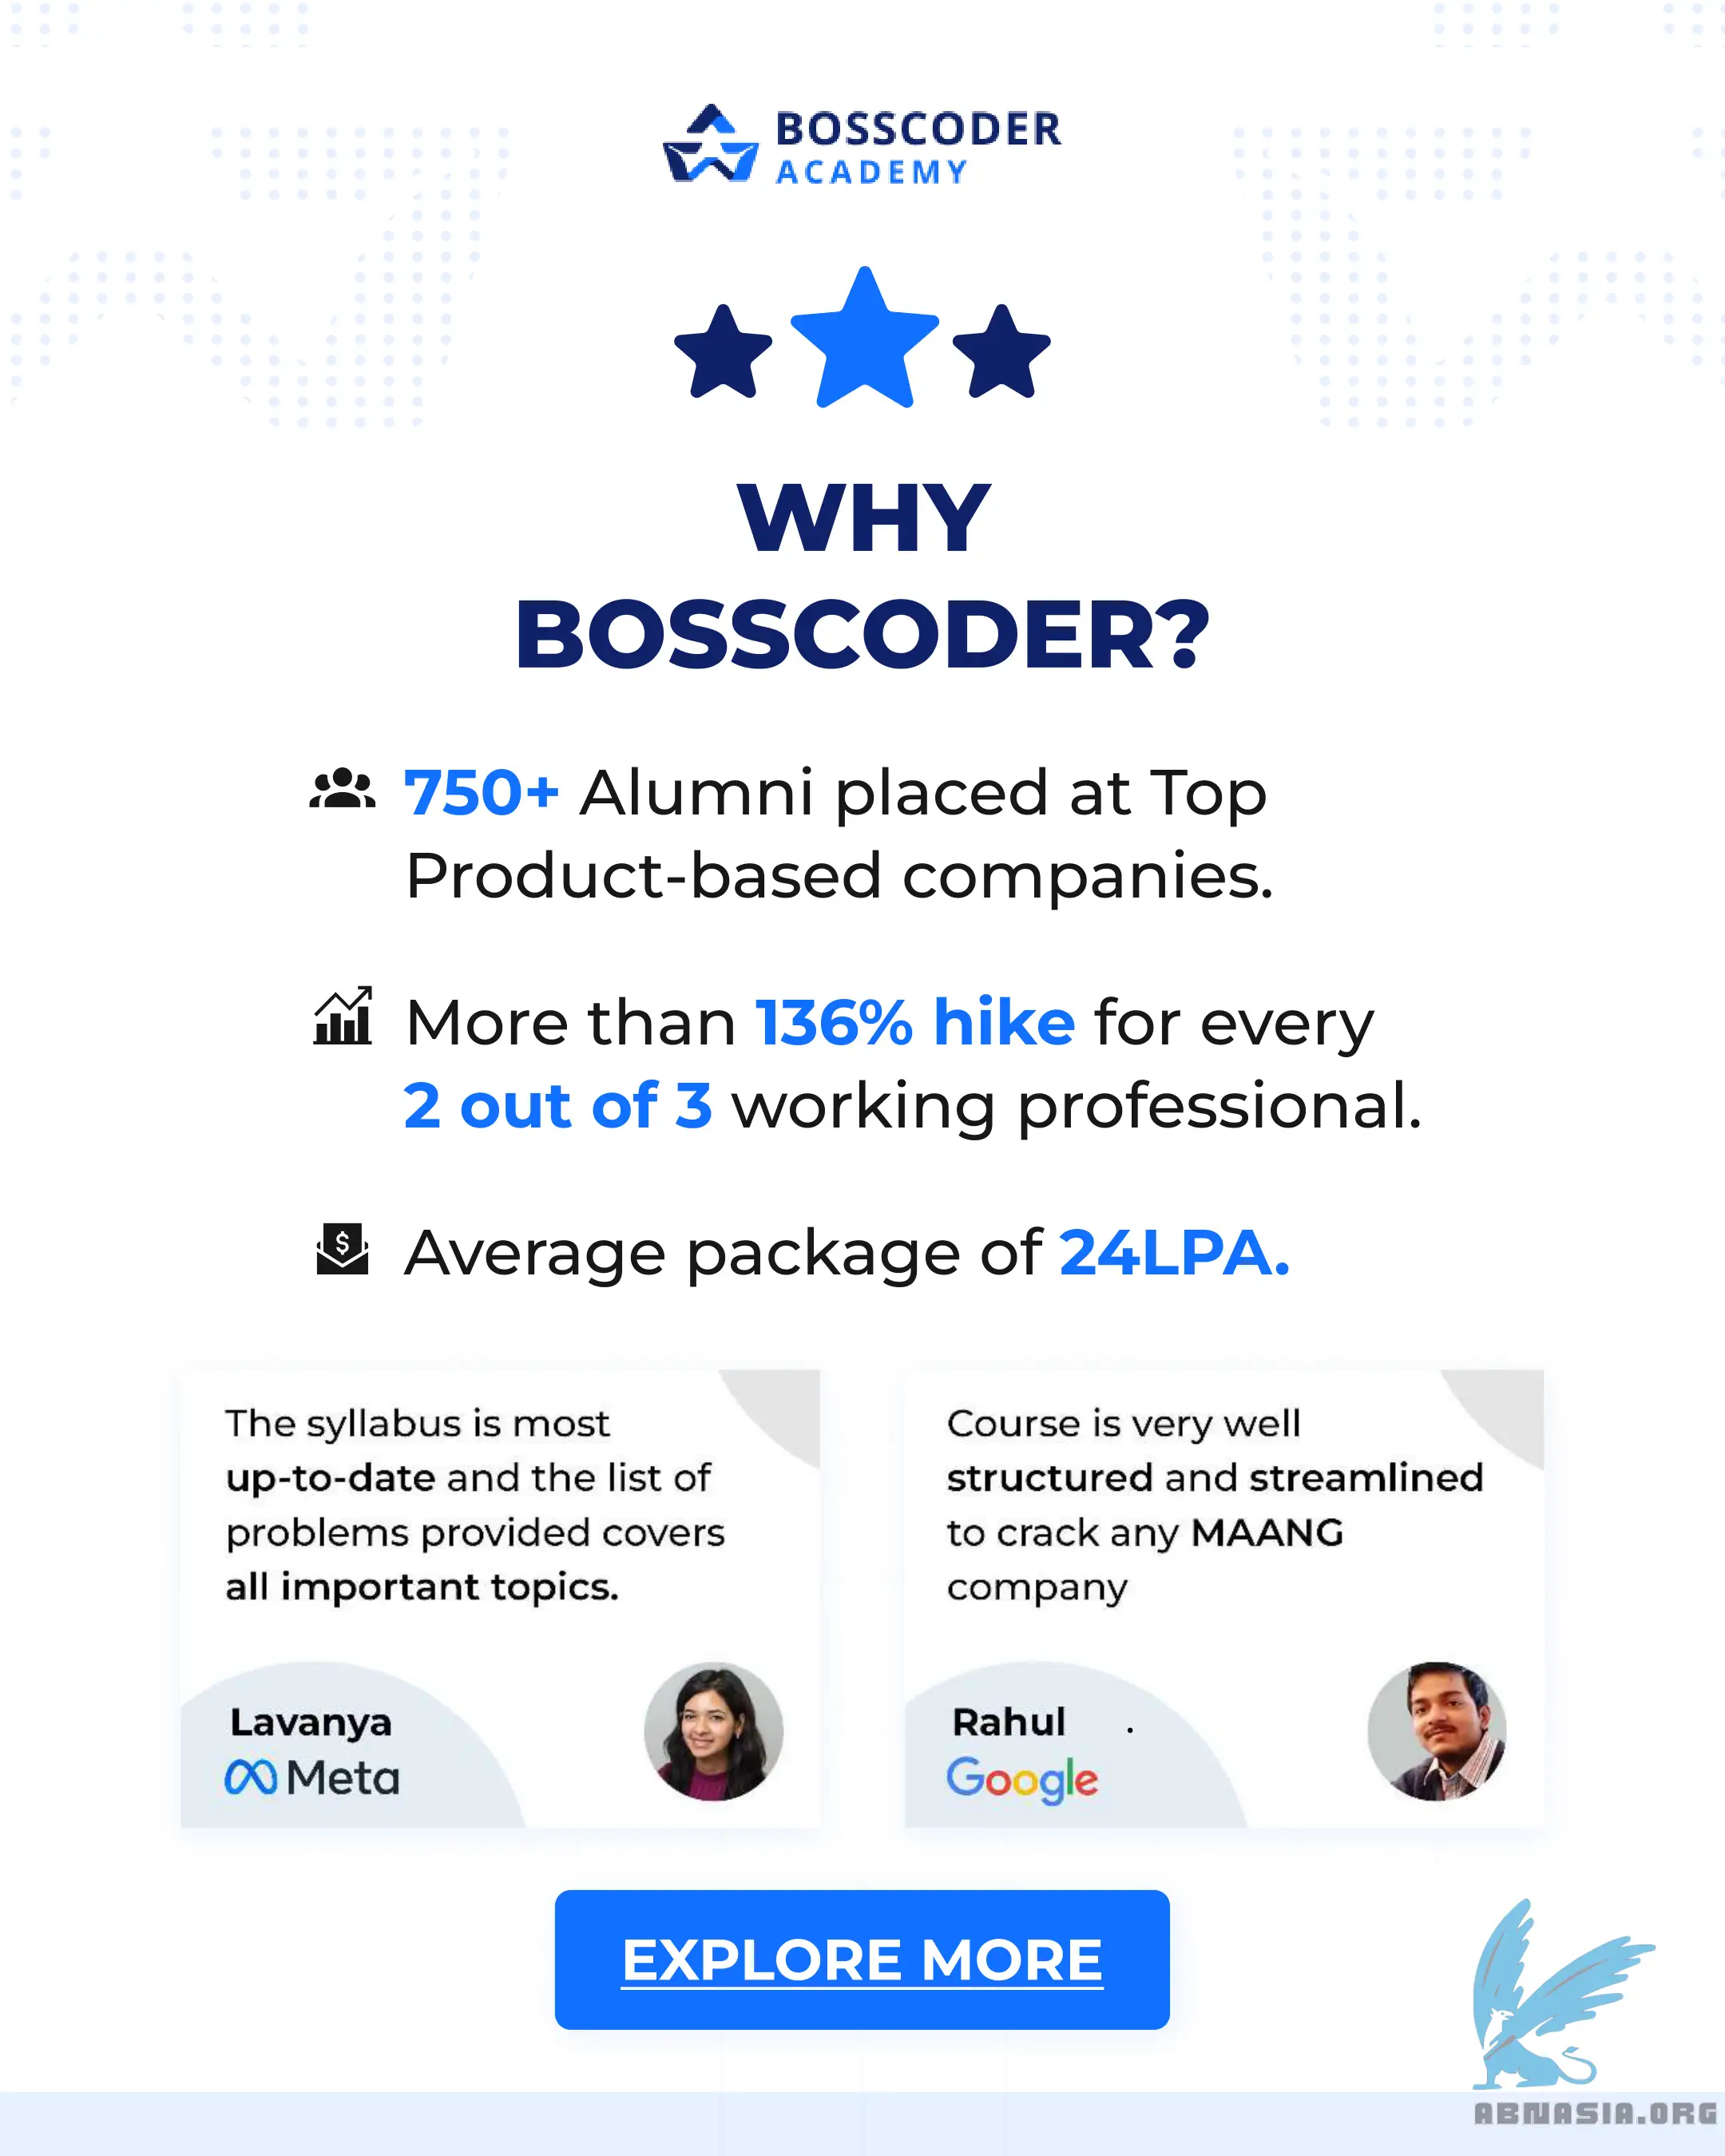 BOSSCODER
ACADEMY
WHY
BOSSCODER?
750+ Alumni placed at Top
Product-based companies.
More than 136% hike for every
2 out of 3 working professional.
$
Average package of 24LPA.
The syllabus is most
up-to-date and the list of
problems provided covers
all important topics.
Lavanya
Meta
Course is very well
structured and streamlined
to crack any MAANG
company
Rahul .
Google
EXPLORE MORE
ABNASIA.ORG